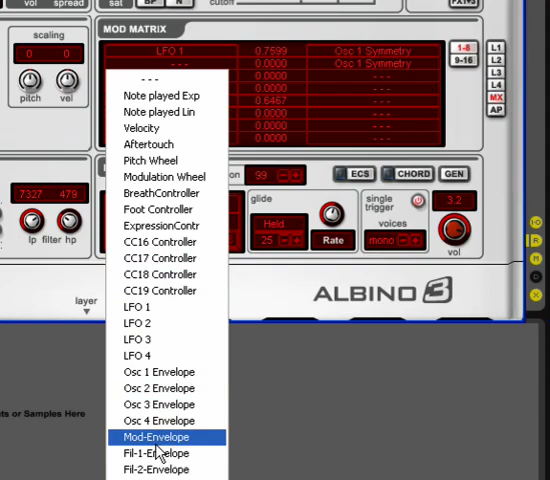 vol spread
sat BP N
cutoff
FX1+3
scaling
0 0
pitch vel
MOD MATRIX
LFO 1 0.7599 Osc 1 Symmetry
--- 0.0000 Osc 1 Symmetry
0.0000 ---
0.0000 ---
0.6467 ---
0.0000 ---
0.0000 ---
0.0000 ---
1-8
9-16
L1
L2
L3
L4
MX
AP
---
Note played Exp
Note played Lin
Velocity
Aftertouch
Pitch Wheel
Modulation Wheel
BreathController
Foot Controller
ExpressionContr
CC16 Controller
CC17 Controller
CC18 Controller
CC19 Controller
LFO 1
LFO 2
LFO 3
LFO 4
Osc 1 Envelope
Osc 2 Envelope
Osc 3 Envelope
Osc 4 Envelope
Mod-Envelope
Fil-1-Envelope
Fil-2-Envelope
on 99 - + ECS CHORD GEN
7327 479
lp filter hp
glide
Held
25 - + Rate
single
trigger
voices
mono - +
3.2
vol
layer
ALBINO 3
I·O
R
M
D
X
ets or Samples Here